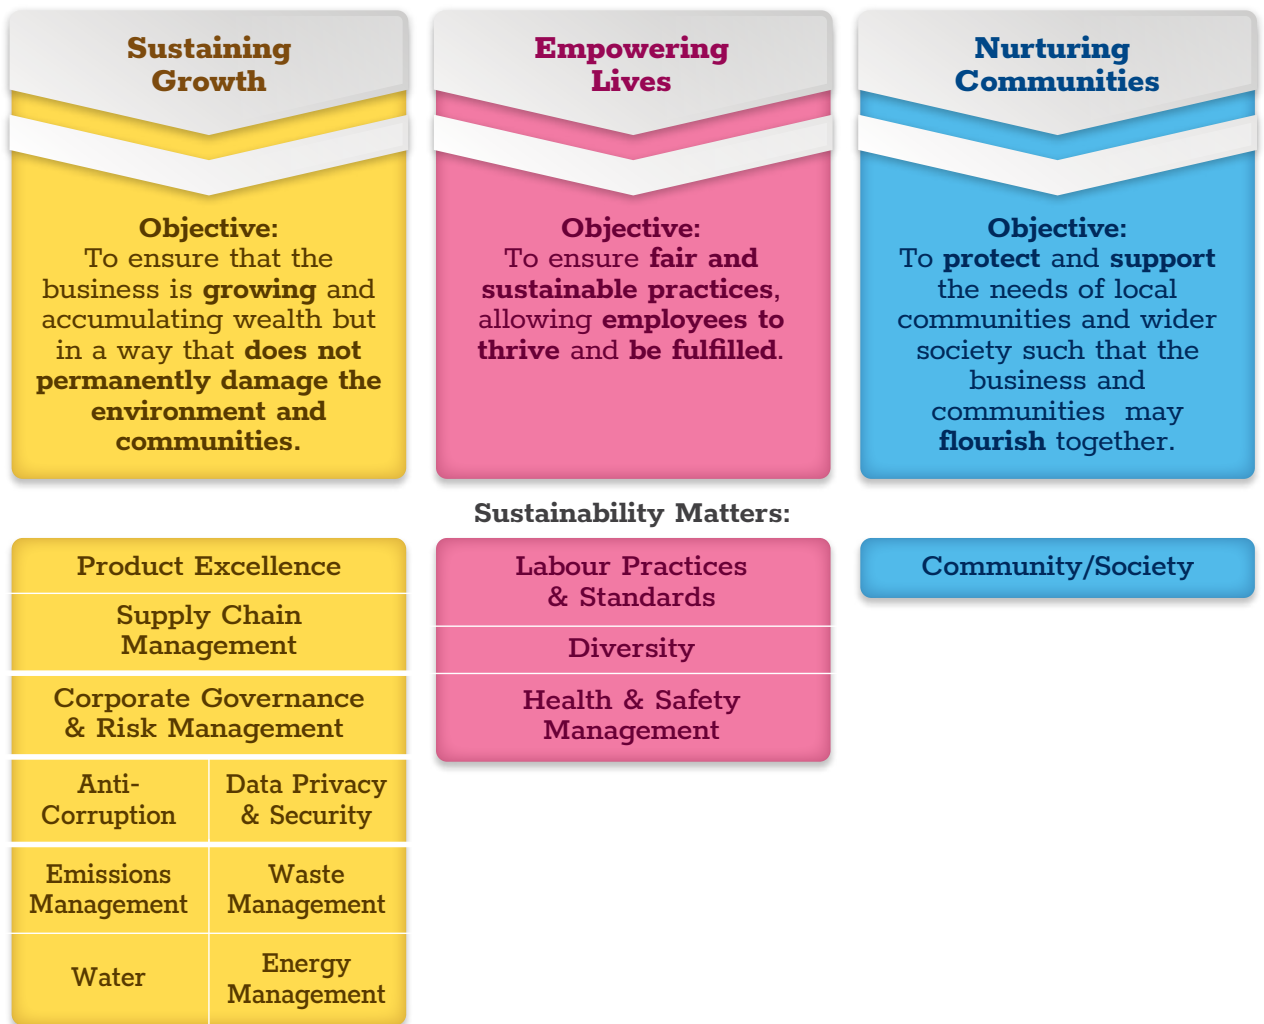 Sustaining
Growth
Objective:
To ensure that the
business is growing and
accumulating wealth but
in a way that does not
permanently damage the
environment and
communities.
Empowering
Lives
Objective:
To ensure fair and
sustainable practices,
allowing employees to
thrive and be fulfilled.
Nurturing
Communities
Objective:
To protect and support
the needs of local
communities and wider
society such that the
business and
communities may
flourish together.
Sustainability Matters:
Product Excellence
Supply Chain
Management
Corporate Governance
& Risk Management
Anti-
Corruption
Data Privacy
& Security
Emissions
Management
Waste
Management
Water
Energy
Management
Labour Practices
& Standards
Diversity
Health & Safety
Management
Community/Society